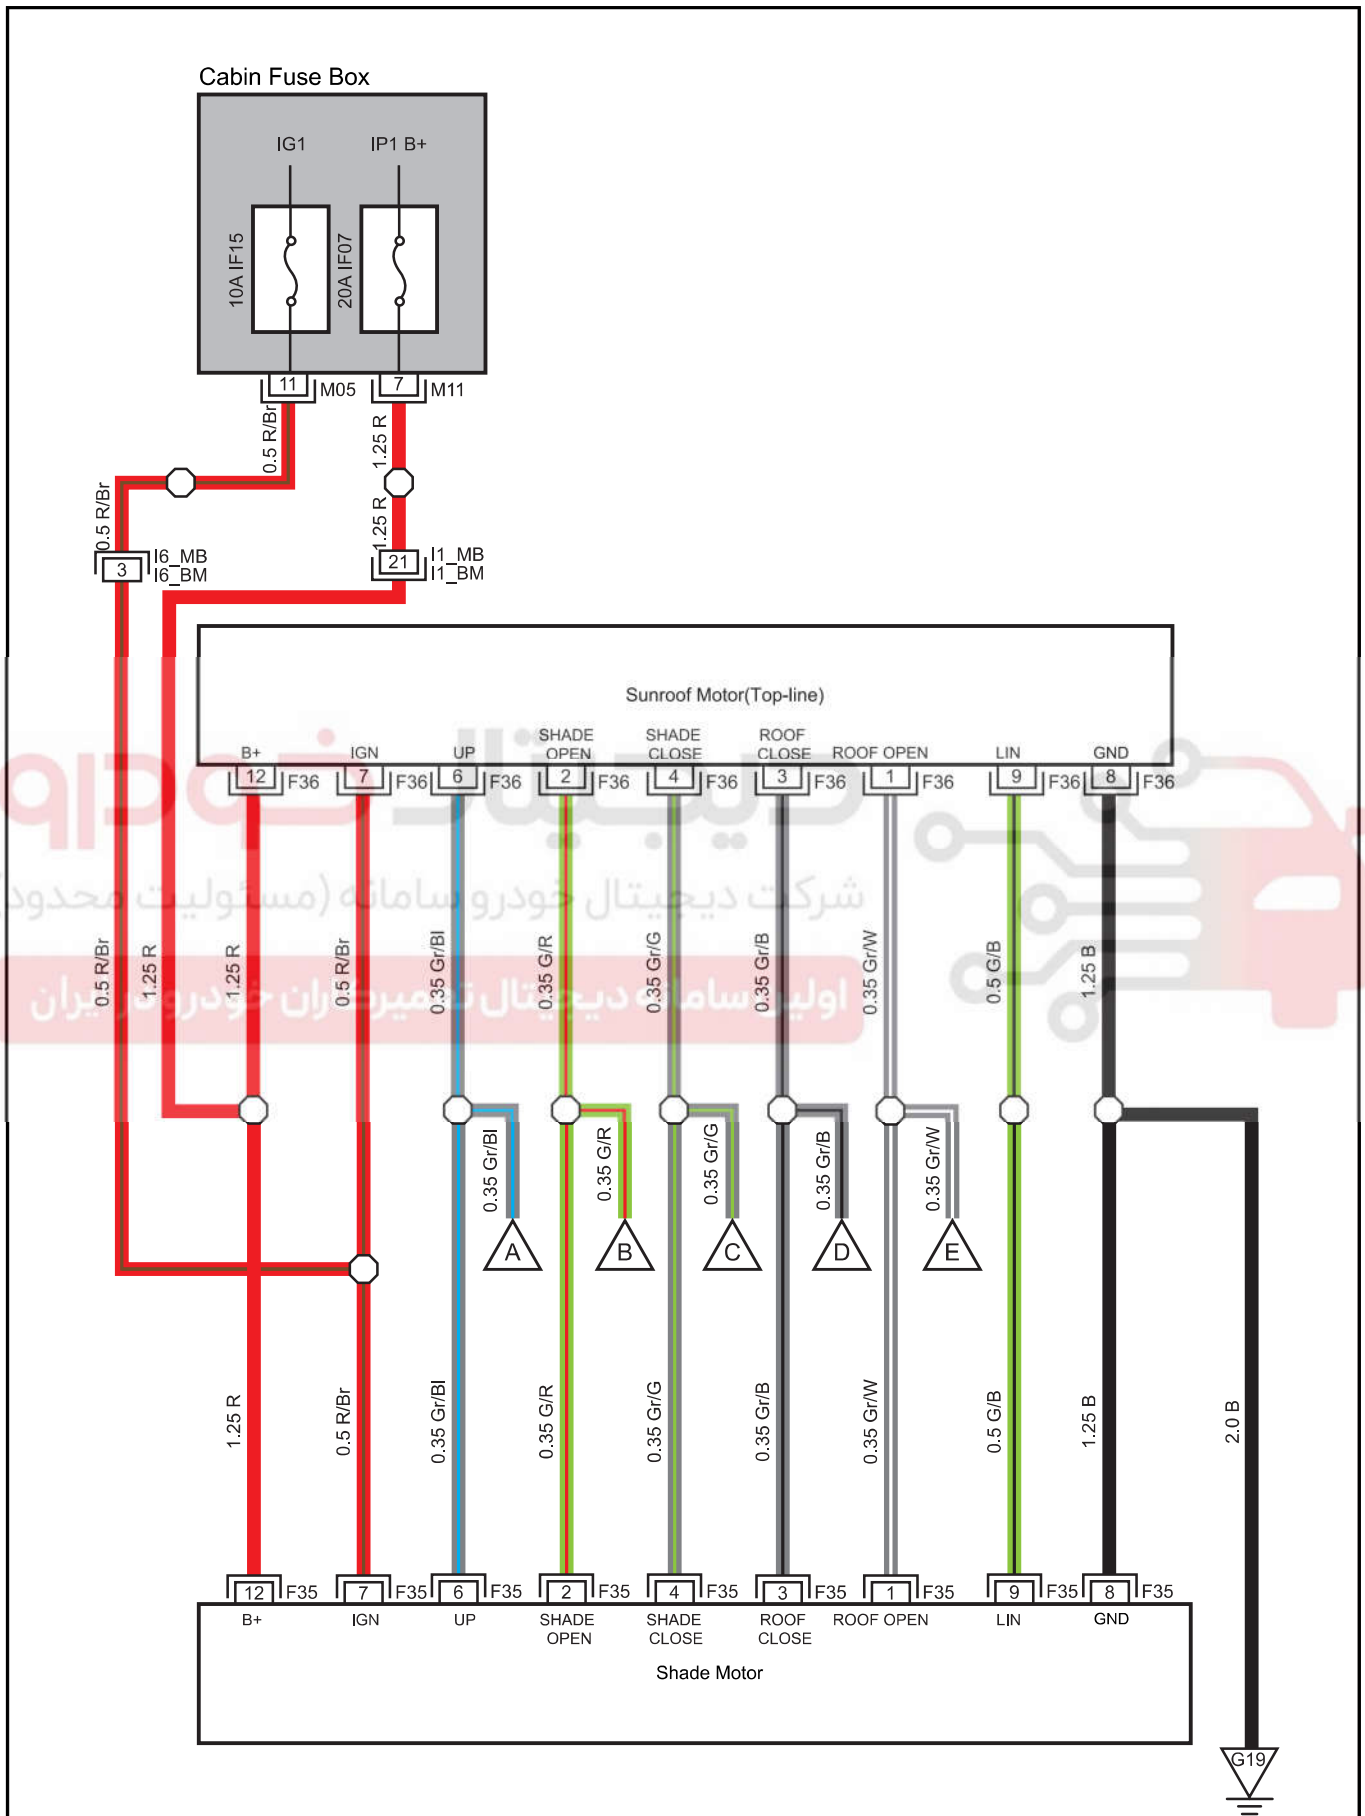 Cabin Fuse Box
IG1
IP1 B+
10A IF15
20A IF07
11
M05
7
M11
0.5 R/Br
1.25 R
0.5 R/Br
1.25 R
3
I6_MB
I6_BM
21
I1_MB
I1_BM
Sunroof Motor(Top-line)
B+
IGN
UP
SHADE
OPEN
SHADE
CLOSE
ROOF
CLOSE
ROOF OPEN
LIN
GND
12
F36
7
F36
6
F36
2
F36
4
F36
3
F36
1
F36
9
F36
8
F36
دیجیتال خودرو
شرکت دیجیتال خودرو سامانه (مسئولیت محدود)
اولین سامانه دیجیتال تعمیرکاران خودرو در ایران
0.5 R/Br
1.25 R
1.25 R
0.5 R/Br
0.35 Gr/Bl
0.35 G/R
0.35 Gr/G
0.35 Gr/B
0.35 Gr/W
0.5 G/B
1.25 B
0.35 Gr/Bl
0.35 G/R
0.35 Gr/G
0.35 Gr/B
0.35 Gr/W
A
B
C
D
E
1.25 R
0.5 R/Br
0.35 Gr/Bl
0.35 G/R
0.35 Gr/G
0.35 Gr/B
0.35 Gr/W
0.5 G/B
1.25 B
2.0 B
12
F35
7
F35
6
F35
2
F35
4
F35
3
F35
1
F35
9
F35
8
F35
B+
IGN
UP
SHADE
OPEN
SHADE
CLOSE
ROOF
CLOSE
ROOF OPEN
LIN
GND
Shade Motor
G19